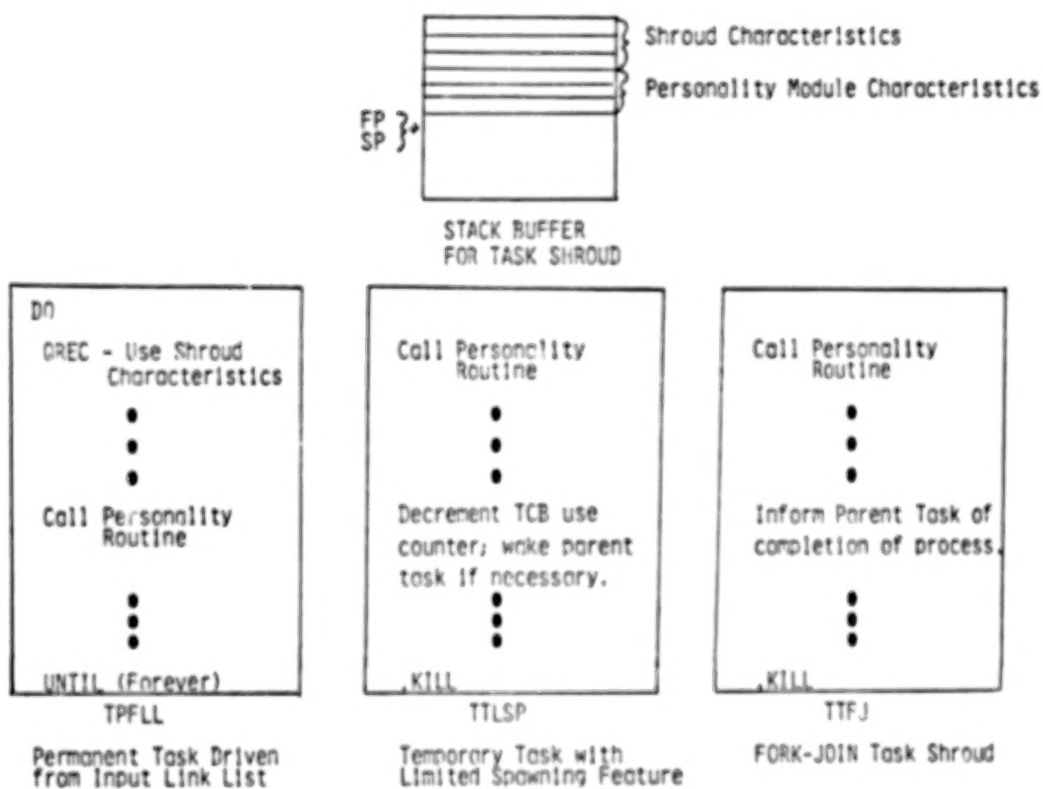 Shroud Characteristics
Personality Module Characteristics
FP
SP
STACK BUFFER
FOR TASK SHROUD
DO
QREC - Use Shroud
Characteristics
Call Personality
Routine
UNTIL (Forever)
TPFLL
Permanent Task Driven
from Input Link List
Call Personality
Routine
Decrement TCB use
counter; wake parent
task if necessary.
.KILL
TTLSP
Temporary Task with
Limited Spawning Feature
Call Personality
Routine
Inform Parent Task of
completion of process.
.KILL
TTFJ
FORK-JOIN Task Shroud